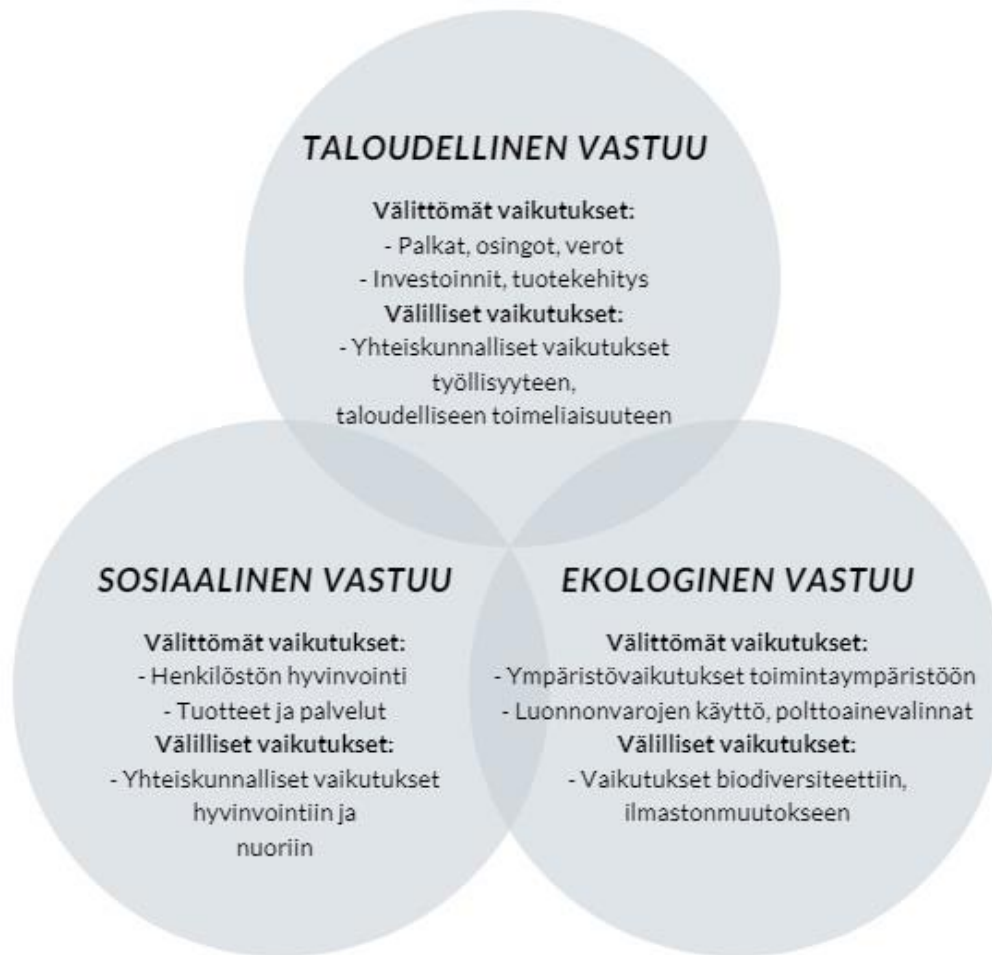 TALOUDELLINEN VASTUU
Välittömät vaikutukset:
- Palkat, osingot, verot
- Investoinnit, tuotekehitys
Välilliset vaikutukset:
- Yhteiskunnalliset vaikutukset
työllisyyteen,
taloudelliseen toimeliaisuuteen
SOSIAALINEN VASTUU
Välittömät vaikutukset:
- Henkilöstön hyvinvointi
- Tuotteet ja palvelut
Välilliset vaikutukset:
- Yhteiskunnalliset vaikutukset
hyvinvointiin ja
nuoriin
EKOLOGINEN VASTUU
Välittömät vaikutukset:
- Ympäristövaikutukset toimintaympäristöön
- Luonnonvarojen käyttö, polttoainevalinnat
Välilliset vaikutukset:
- Vaikutukset biodiversiteettiin,
ilmastonmuutokseen